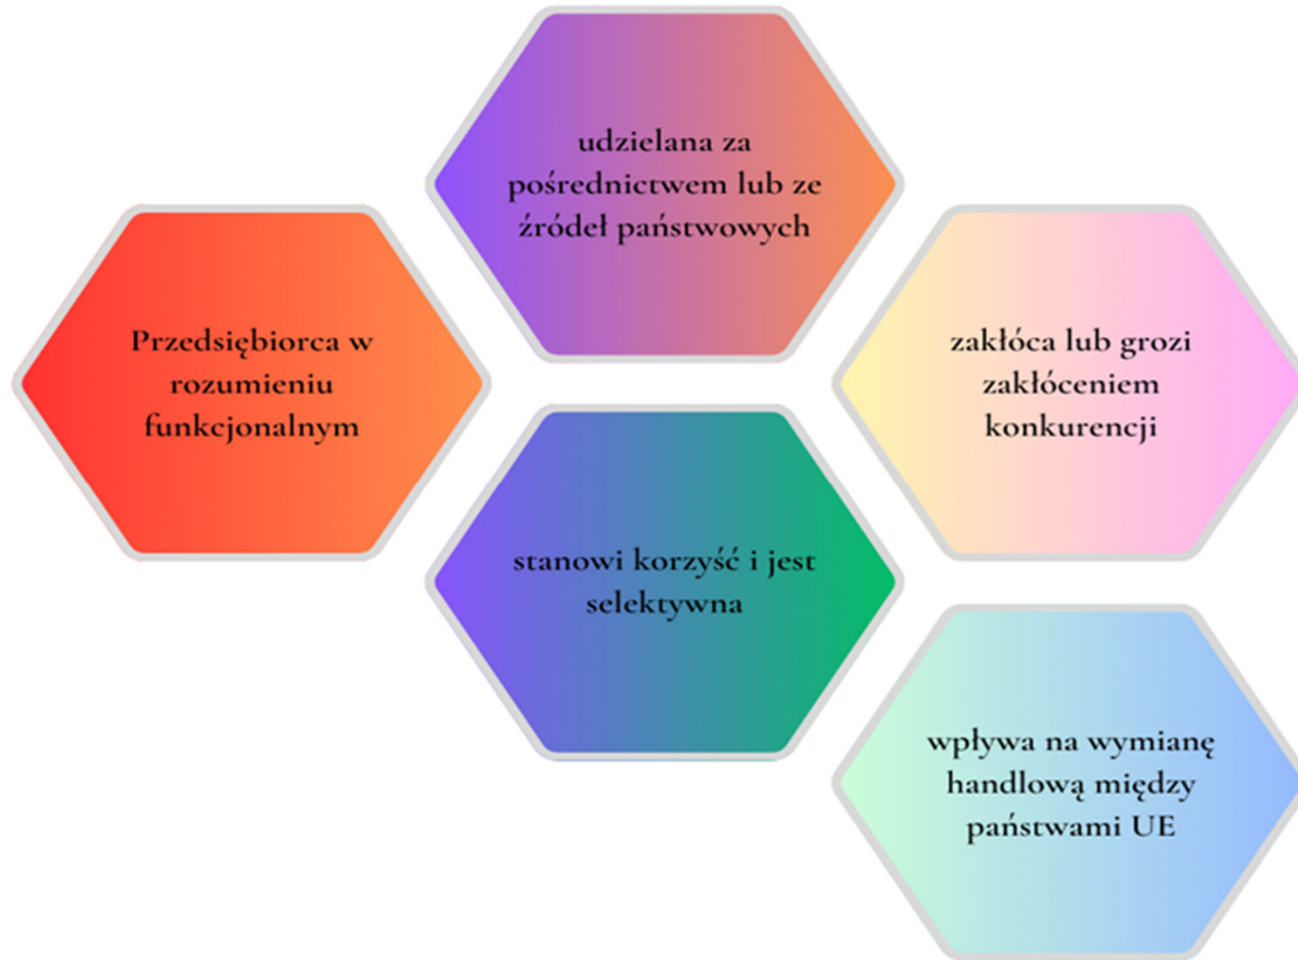 udzielana za
pośrednictwem lub ze
źródeł państwowych
Przedsiębiorca w
rozumieniu
funkcjonalnym
zakłóca lub grozi
zakłóceniem
konkurencji
stanowi korzyść i jest
selektywna
wpływa na wymianę
handlową między
państwami UE